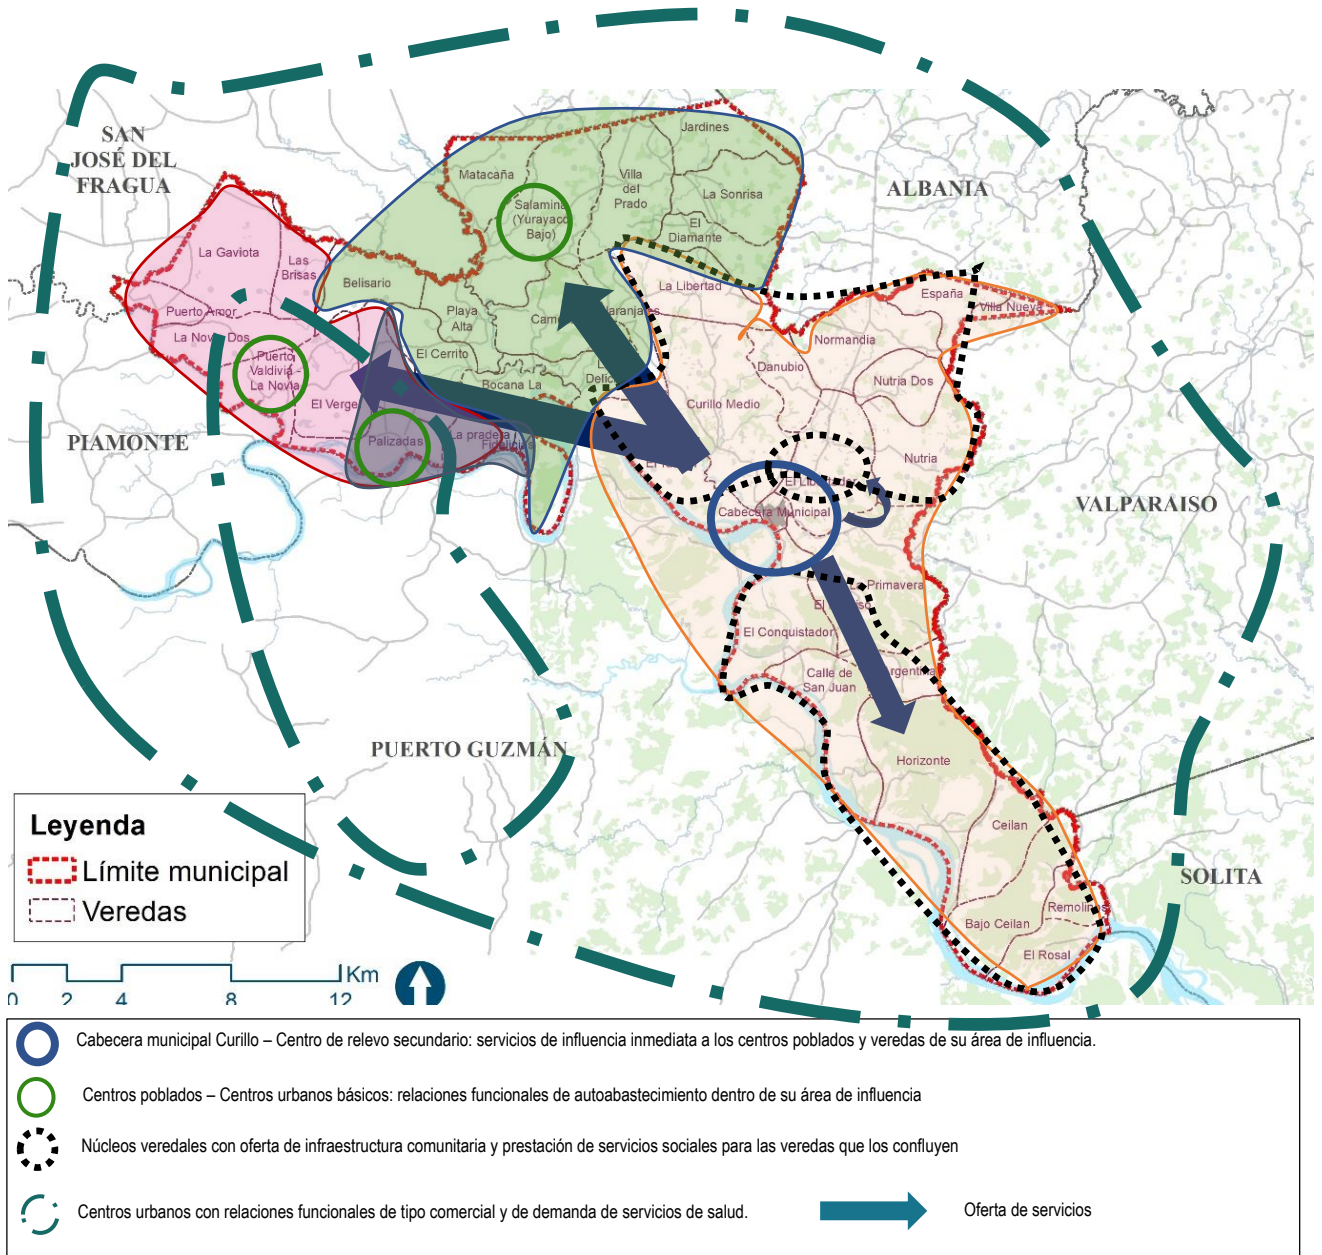 SAN
JOSÉ DEL
FRAGUA
ALBANIA
PIAMONTE
VALPARAISO
PUERTO GUZMÁN
SOLITA
Jardines
Matacaña
Villa
del
Prado
La Sonrisa
Salamina
(Yurayaco
Bajo)
El
Diamante
La Gaviota
Las
Brisas
Belisario
La Libertad
España
Villa Nueva
Puerto Amor
Playa
Alta
La Novia Dos
Normandia
El Cerrito
Danubio
Puerto
Valdivia -
La Novia
Bocana La
Nutria Dos
Curillo Medio
Palizadas
La pradera
Nutria
Cabecera Municipal
La Primavera
El Conquistador
Calle de
San Juan
Argentina
Horizonte
Ceilan
Remolinos
Bajo Ceilan
El Rosal
Leyenda
Límite municipal
Veredas
Km
0 2 4 8 12
Cabecera municipal Curillo – Centro de relevo secundario: servicios de influencia inmediata a los centros poblados y veredas de su área de influencia.
Centros poblados – Centros urbanos básicos: relaciones funcionales de autoabastecimiento dentro de su área de influencia
Núcleos veredales con oferta de infraestructura comunitaria y prestación de servicios sociales para las veredas que los confluyen
Centros urbanos con relaciones funcionales de tipo comercial y de demanda de servicios de salud.
Oferta de servicios